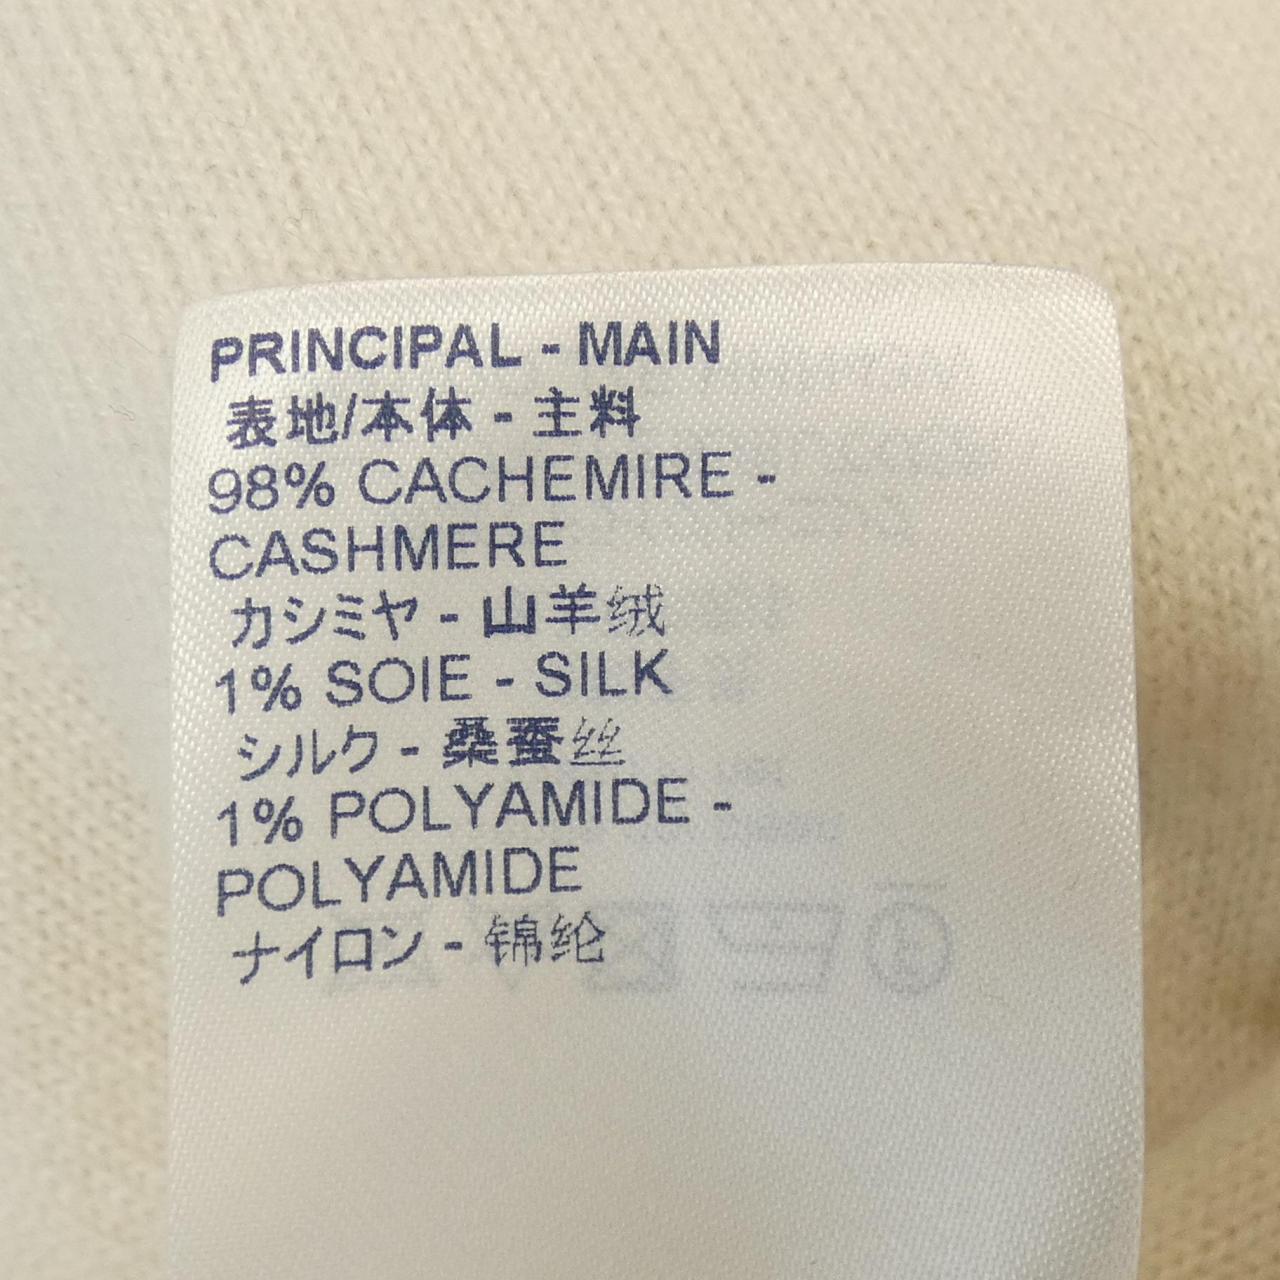 PRINCIPAL - MAIN
表地/本体 - 主料
98% CACHEMIRE -
CASHMERE
カシミヤ - 山羊绒
1% SOIE - SILK
シルク - 桑蚕丝
1% POLYAMIDE -
POLYAMIDE
ナイロン - 锦纶